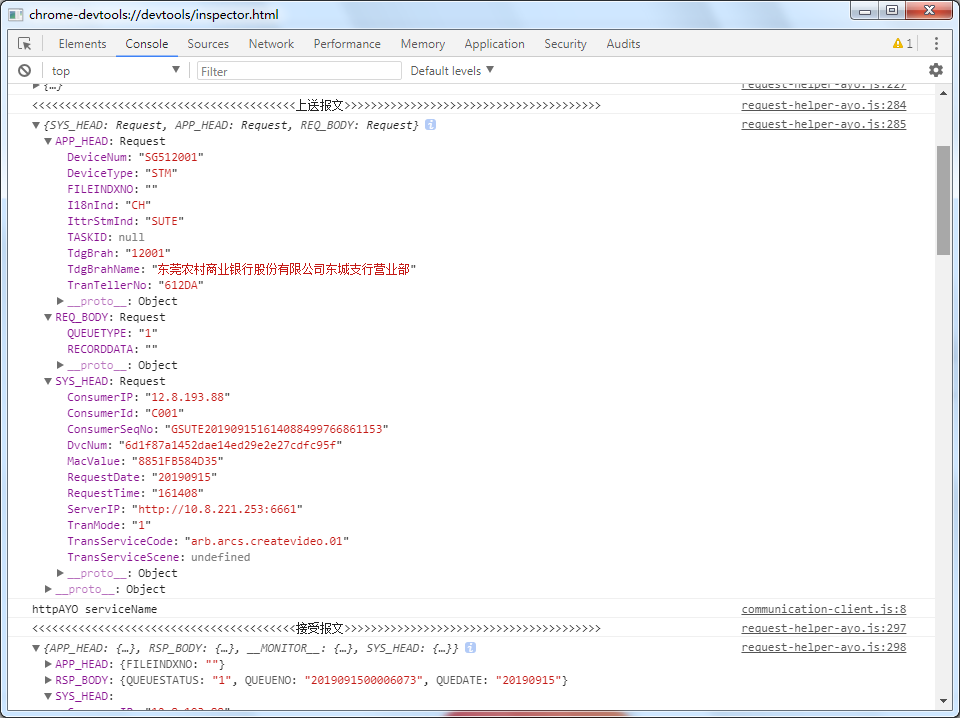 chrome-devtools://devtools/inspector.html
Elements Console Sources Network Performance Memory Application Security Audits 1
top Filter Default levels
{…} request-helper-ayo.js:227
<<<<<<<<<<<<<<<<<<<<<<<<<<<<<<<<<<<<<<<<上送报文>>>>>>>>>>>>>>>>>>>>>>>>>>>>>>>>>>>>>>> request-helper-ayo.js:284
{SYS_HEAD: Request, APP_HEAD: Request, REQ_BODY: Request} request-helper-ayo.js:285
APP_HEAD: Request
DeviceNum: "SG512001"
DeviceType: "STM"
FILEINDXNO: ""
I18nInd: "CH"
IttrStmInd: "SUTE"
TASKID: null
TdgBrah: "12001"
TdgBrahName: "东莞农村商业银行股份有限公司东城支行营业部"
TranTellerNo: "612DA"
__proto__: Object
REQ_BODY: Request
QUEUETYPE: "1"
RECORDDATA: ""
__proto__: Object
SYS_HEAD: Request
ConsumerIP: "12.8.193.88"
ConsumerId: "C001"
ConsumerSeqNo: "GSUTE201909151614088499766861153"
DvcNum: "6d1f87a1452dae14ed29e2e27cdfc95f"
MacValue: "8851FB584D35"
RequestDate: "20190915"
RequestTime: "161408"
ServerIP: "http://10.8.221.253:6661"
TranMode: "1"
TransServiceCode: "arb.arcs.createvideo.01"
TransServiceScene: undefined
__proto__: Object
__proto__: Object
httpAYO serviceName communication-client.js:8
<<<<<<<<<<<<<<<<<<<<<<<<<<<<<<<<<<<<<<<<接受报文>>>>>>>>>>>>>>>>>>>>>>>>>>>>>>>>>>>>>>> request-helper-ayo.js:297
{APP_HEAD: {…}, RSP_BODY: {…}, __MONITOR__: {…}, SYS_HEAD: {…}} request-helper-ayo.js:298
APP_HEAD: {FILEINDXNO: ""}
RSP_BODY: {QUEUESTATUS: "1", QUEUENO: "2019091500006073", QUEDATE: "20190915"}
SYS_HEAD:
ConsumerIP: "12.8.193.88"